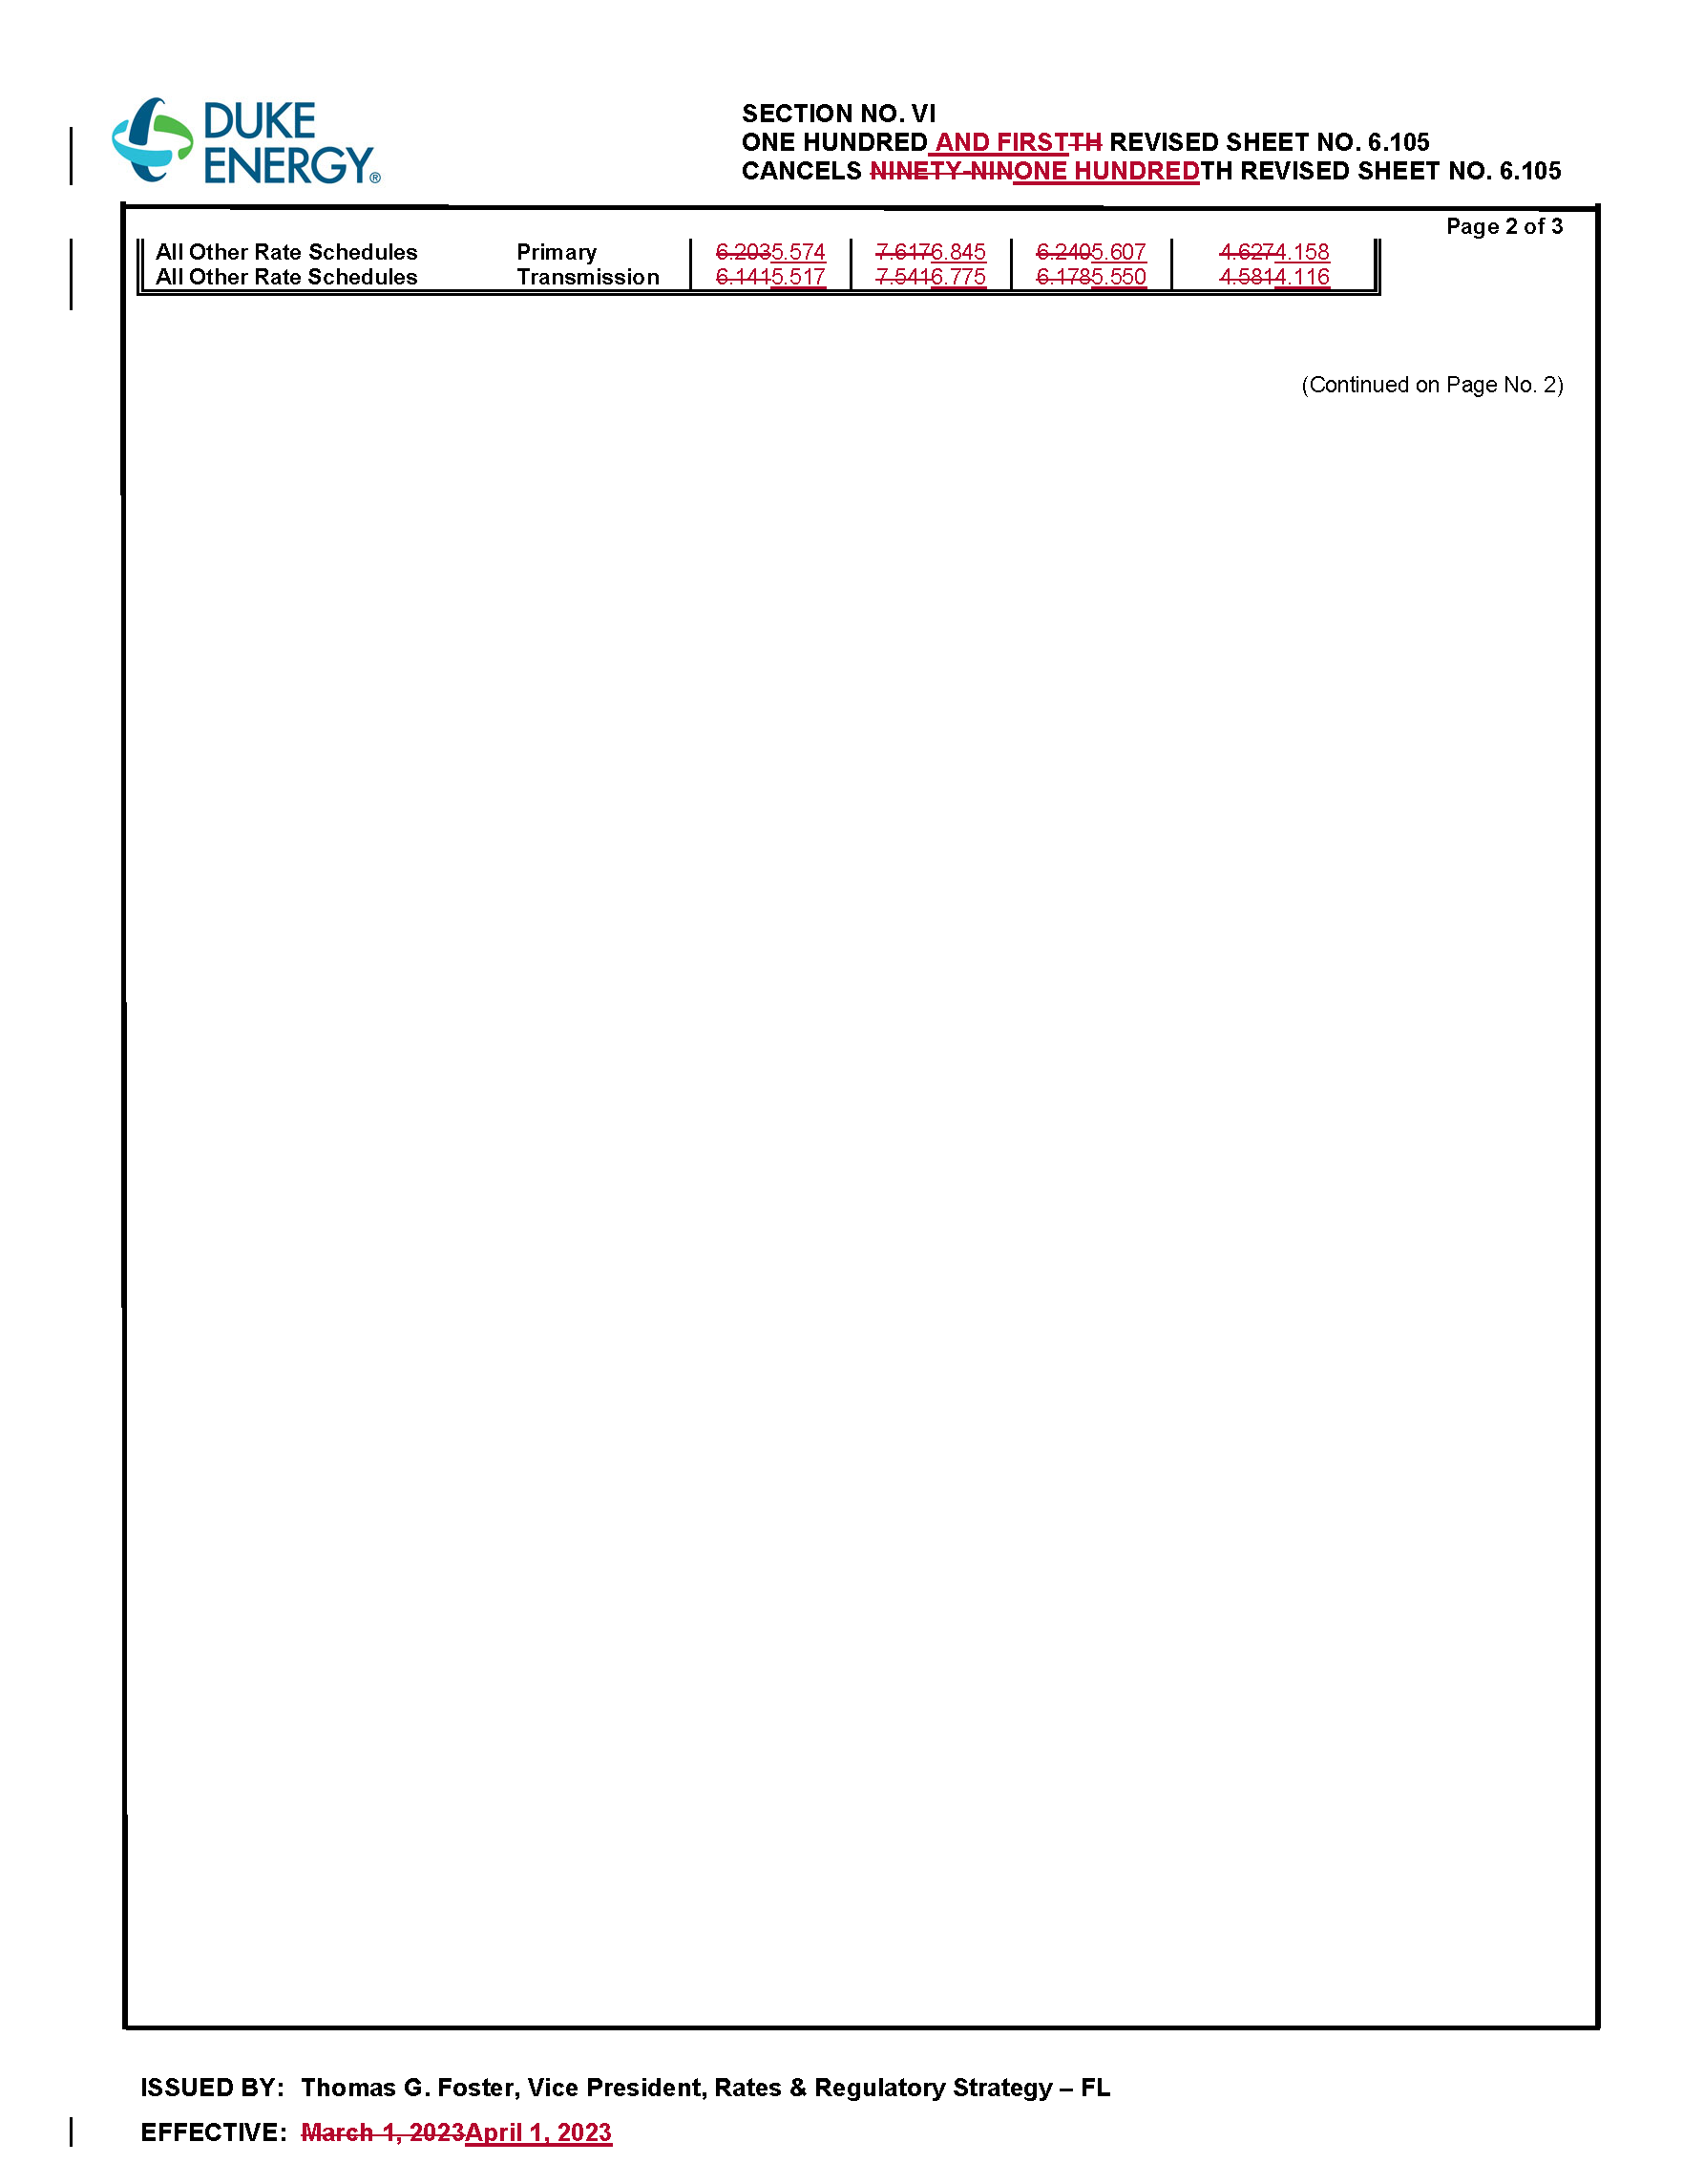 DUKE
ENERGY®
SECTION NO. VI
ONE HUNDRED AND FIRSTTH REVISED SHEET NO. 6.105
CANCELS NINETY-NINONE HUNDREDTH REVISED SHEET NO. 6.105
Page 2 of 3
All Other Rate Schedules Primary 6.2035.574 7.6176.845 6.2405.607 4.6274.158
All Other Rate Schedules Transmission 6.1415.517 7.5416.775 6.1785.550 4.5814.116
(Continued on Page No. 2)
ISSUED BY: Thomas G. Foster, Vice President, Rates & Regulatory Strategy – FL
EFFECTIVE: March 1, 2023April 1, 2023